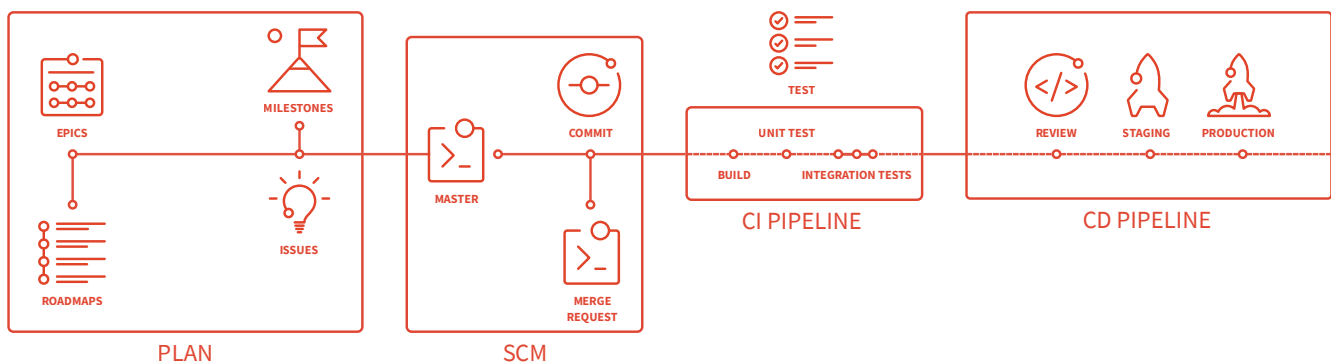 EPICS
MILESTONES
ROADMAPS
ISSUES
PLAN
MASTER
COMMIT
MERGE
REQUEST
SCM
TEST
UNIT TEST
BUILD
INTEGRATION TESTS
CI PIPELINE
REVIEW
STAGING
PRODUCTION
CD PIPELINE